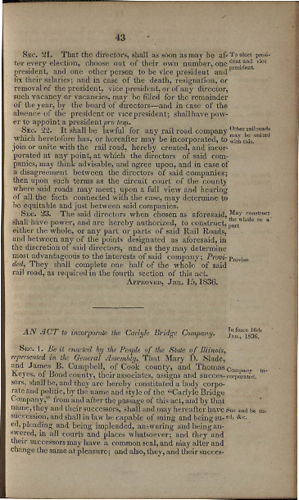 43
SEC. 21. That the directors, shall as soon as may be af-
ter every election, choose out of their own number, one
president, and one other person to be vice president and
fix their salaries; and in case of the death, resignation, or
removal of the president, vice president, or of any director,
such vacancy or vacancies, may be filled for the remainder
of the year, by the board of directors—and in case of the
absence of the president or vice president; shall have pow-
er to appoint a president pro tem.
To elect presi-
dent and vice
president
SEC. 22. It shall be lawful for any rail road company
which heretofore has, or hereafter may be incorporated, to
join or unite with the rail road, hereby created, and incor-
porated at any point, at which the directors of said com-
panies, may think advisable, and agree upon, and in case of
a disagreement between the directors of said companies;
then upon such terms as the circuit court of the county
where said roads may meet; upon a full view and hearing
of all the facts connected with the case, may determine to
be equitable and just between said companies.
Other railroads
may be united
with this.
SEC. 23. The said directors when chosen as aforesaid,
shall have power, and are hereby authorized, to construct
either the whole, or any part or parts of said Rail Roads,
and between any of the points designated as aforesaid, in
the discretion of said directors, and as they may determine
most advantageous to the interests of said company; Provi-
ded, They shall complete one half of the whole of said
rail road, as required in the fourth section of this act.
May construct
the whole or a
part
Proviso
APPROVED, Jan. 15, 1836.
AN ACT to incorporate the Carlyle Bridge Company.
In force 16th
Jan., 1836.
SEC. 1. Be it enacted by the People of the State of Illinois,
represented in the General Assembly, That Mary D. Slade,
and James B. Campbell, of Cook county, and Thomas
Keyes, of Bond county, their associates, assigns and succes-
sors, shall be, and they are hereby constituted a body corpo-
rate and politic, by the name and style of the "Carlyle Bridge
Company," from and after the passage of this act, and by that
name, they and their successors, shall and may hereafter have
succession, and shall in law be capable of suing and being su-
ed, pleading and being impleaded, answering and being an-
swered, in all courts and places whatsoever; and they and
their successors may have a common seal, and may alter and
change the same at pleasure; and also, they, and their succes-
Company in-
corporated.
Sue and be su-
ed, &c.